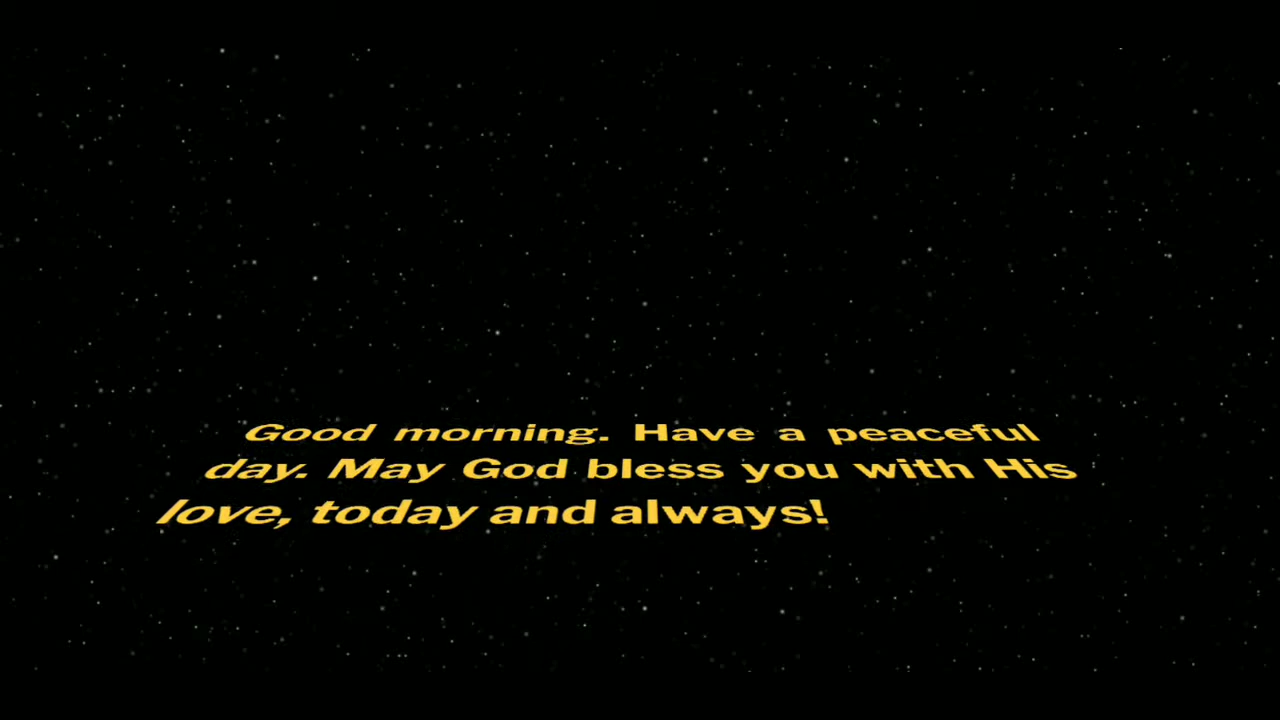 Good morning. Have a peaceful
day. May God bless you with His
love, today and always!